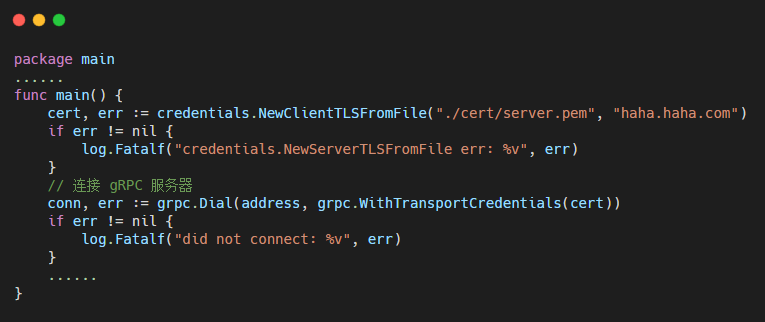 package main
......
func main() {
    cert, err := credentials.NewClientTLSFromFile("./cert/server.pem", "haha.haha.com")
    if err != nil {
        log.Fatalf("credentials.NewServerTLSFromFile err: %v", err)
    }
    // 连接 gRPC 服务器
    conn, err := grpc.Dial(address, grpc.WithTransportCredentials(cert))
    if err != nil {
        log.Fatalf("did not connect: %v", err)
    }
    ......
}